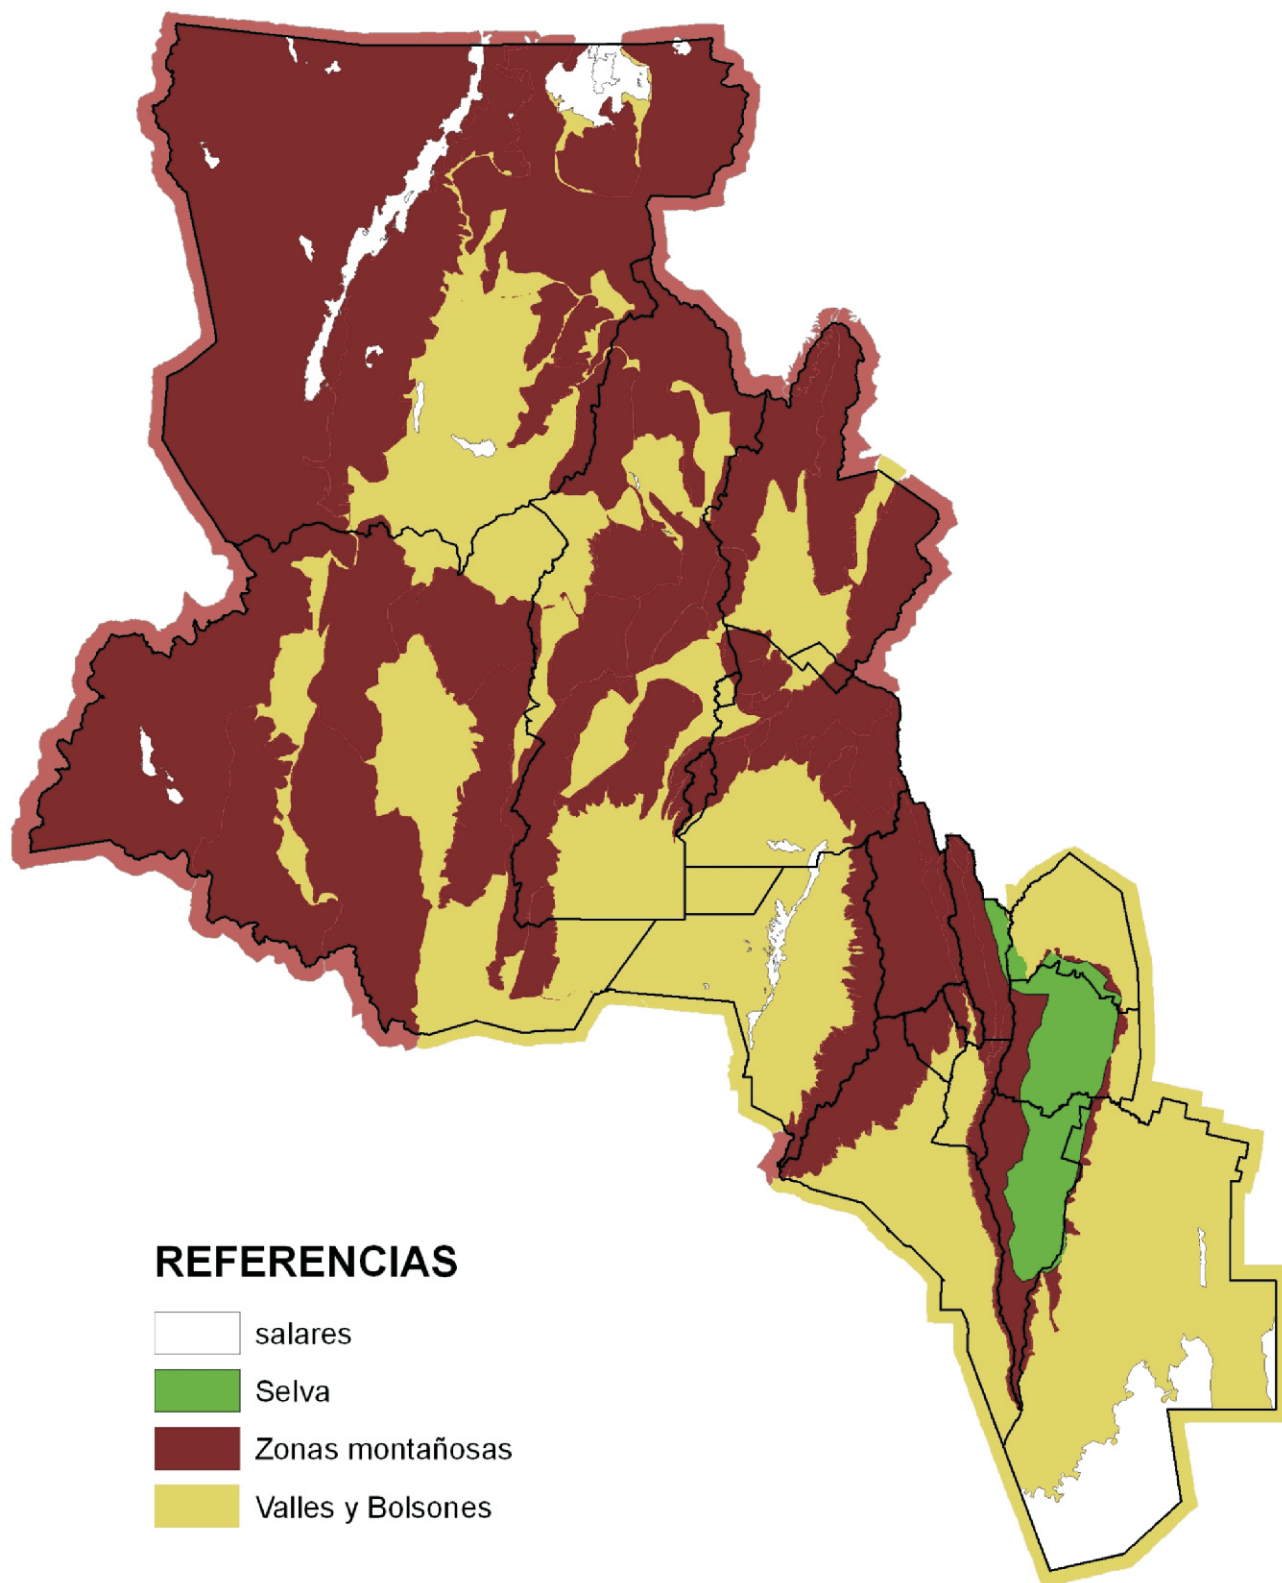 REFERENCIAS
salares
Selva
Zonas montañosas
Valles y Bolsones